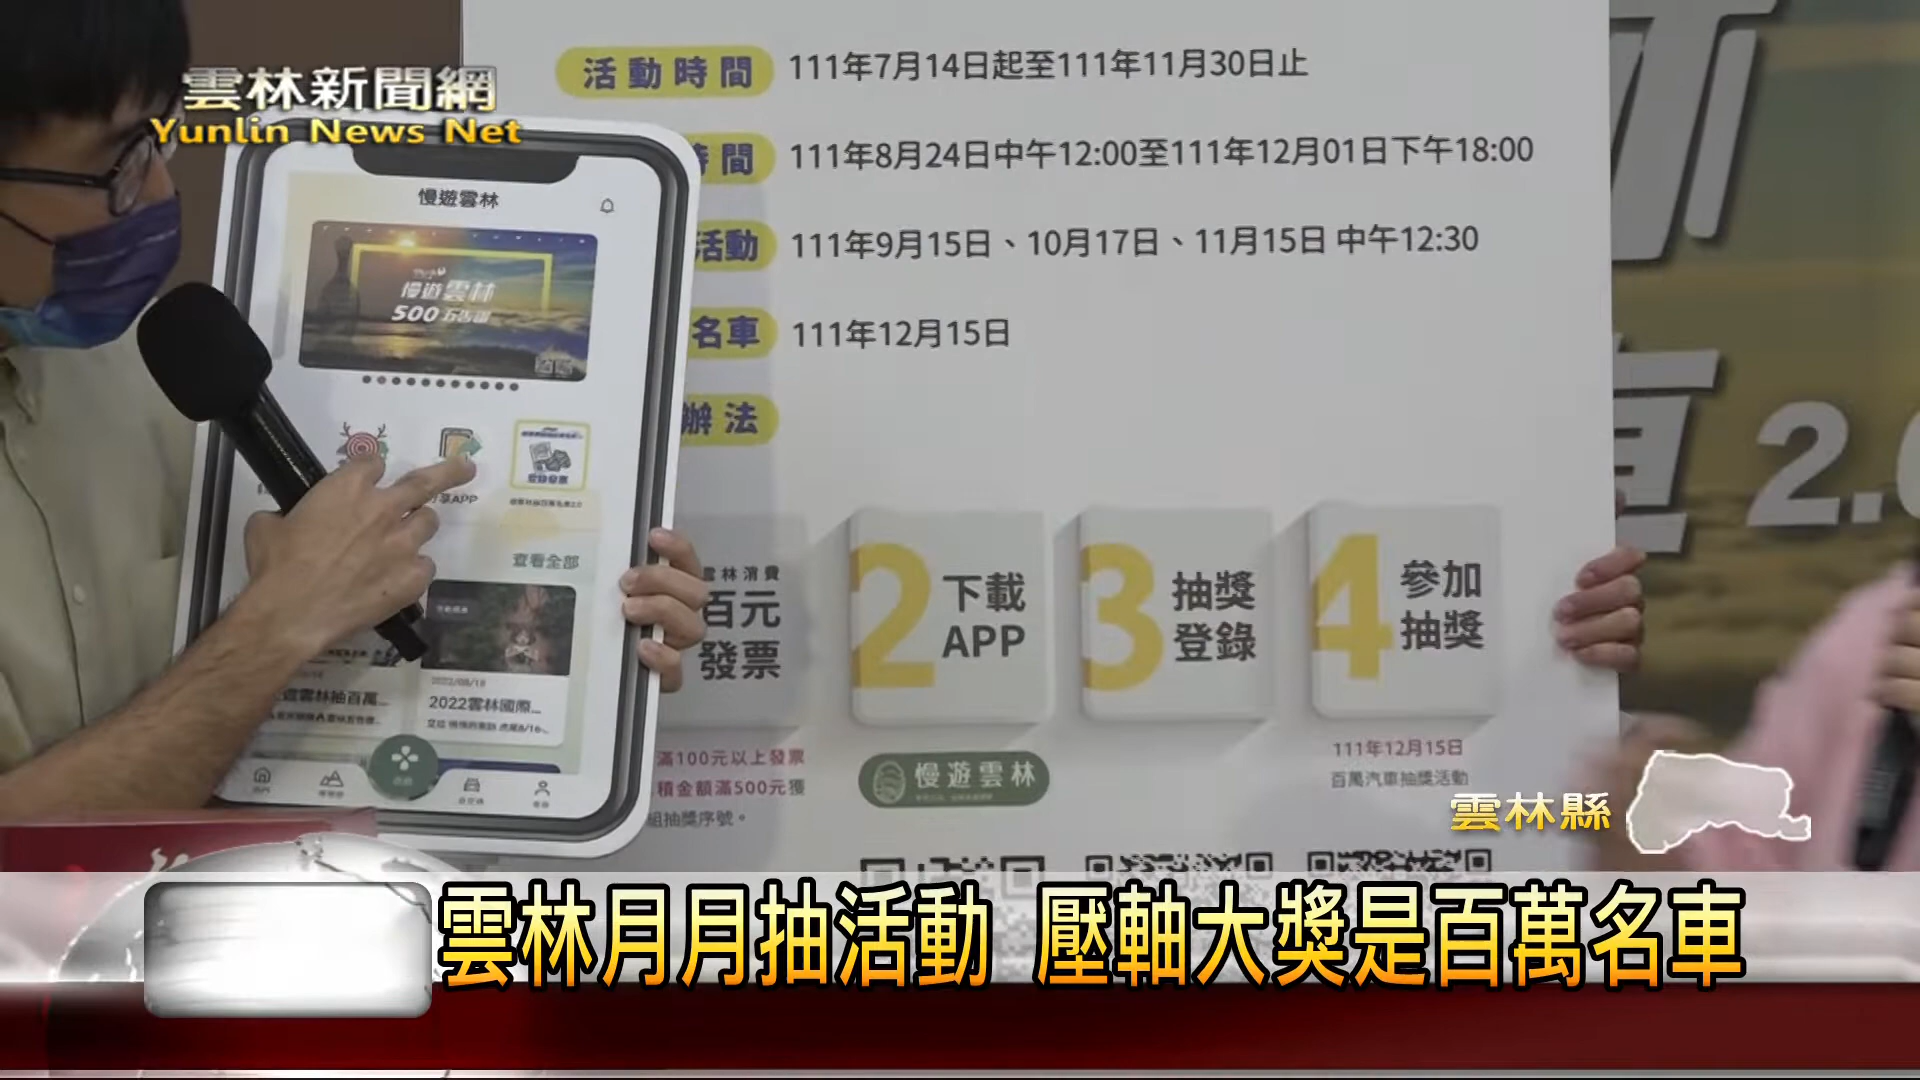 雲林新聞網
Yunlin News Net
活動時間 111年7月14日起至111年11月30日止
時間 111年8月24日中午12:00至111年12月01日下午18:00
活動 111年9月15日、10月17日、11月15日 中午12:30
名車 111年12月15日
辦法
慢遊雲林
慢遊雲林
500
享APP
查看全部
2022雲林國際...
雲林消費
百元
發票
2 下載
APP
3 抽獎
登錄
4 參加
抽獎
滿100元以上發票
積金額滿500元獲
組抽獎序號。
慢遊雲林
111年12月15日
百萬汽車抽獎活動
2.
雲林縣
雲林月月抽活動 壓軸大獎是百萬名車